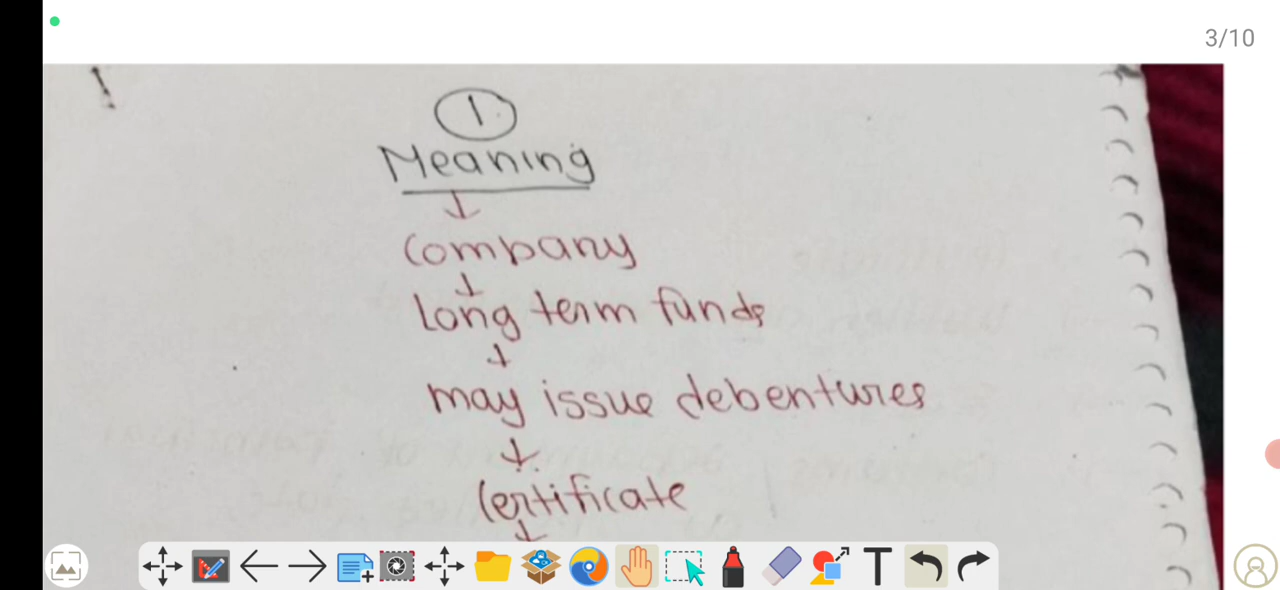 3/10
1
Meaning
Company
Long term funds
may issue debentures
Certificate
T